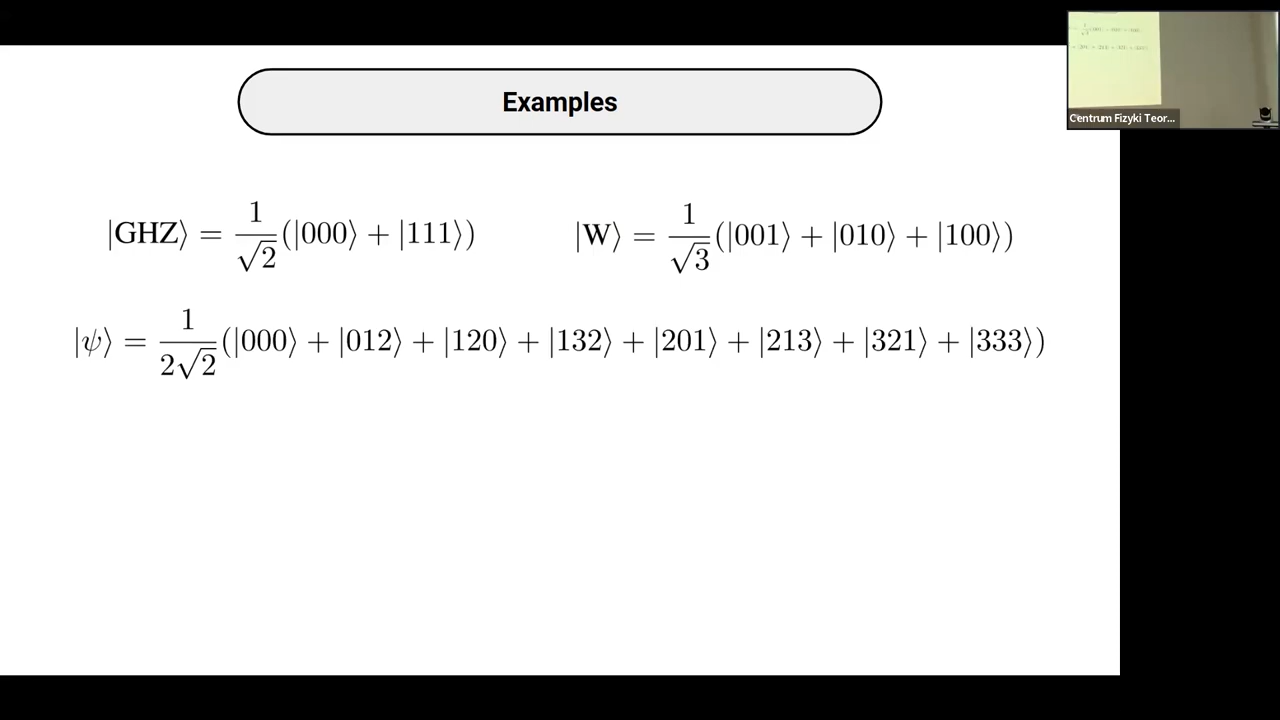 Examples
|GHZ⟩ = 1/√2 (|000⟩ + |111⟩)
|W⟩ = 1/√3 (|001⟩ + |010⟩ + |100⟩)
|ψ⟩ = 1/2√2 (|000⟩ + |012⟩ + |120⟩ + |132⟩ + |201⟩ + |213⟩ + |321⟩ + |333⟩)
Centrum Fizyki Teor...